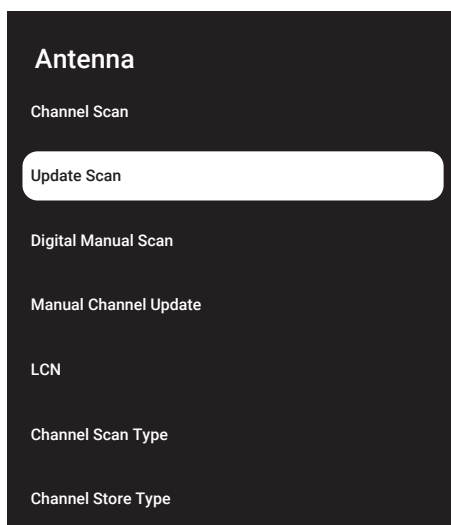 Antenna
Channel Scan
Update Scan
Digital Manual Scan
Manual Channel Update
LCN
Channel Scan Type
Channel Store Type